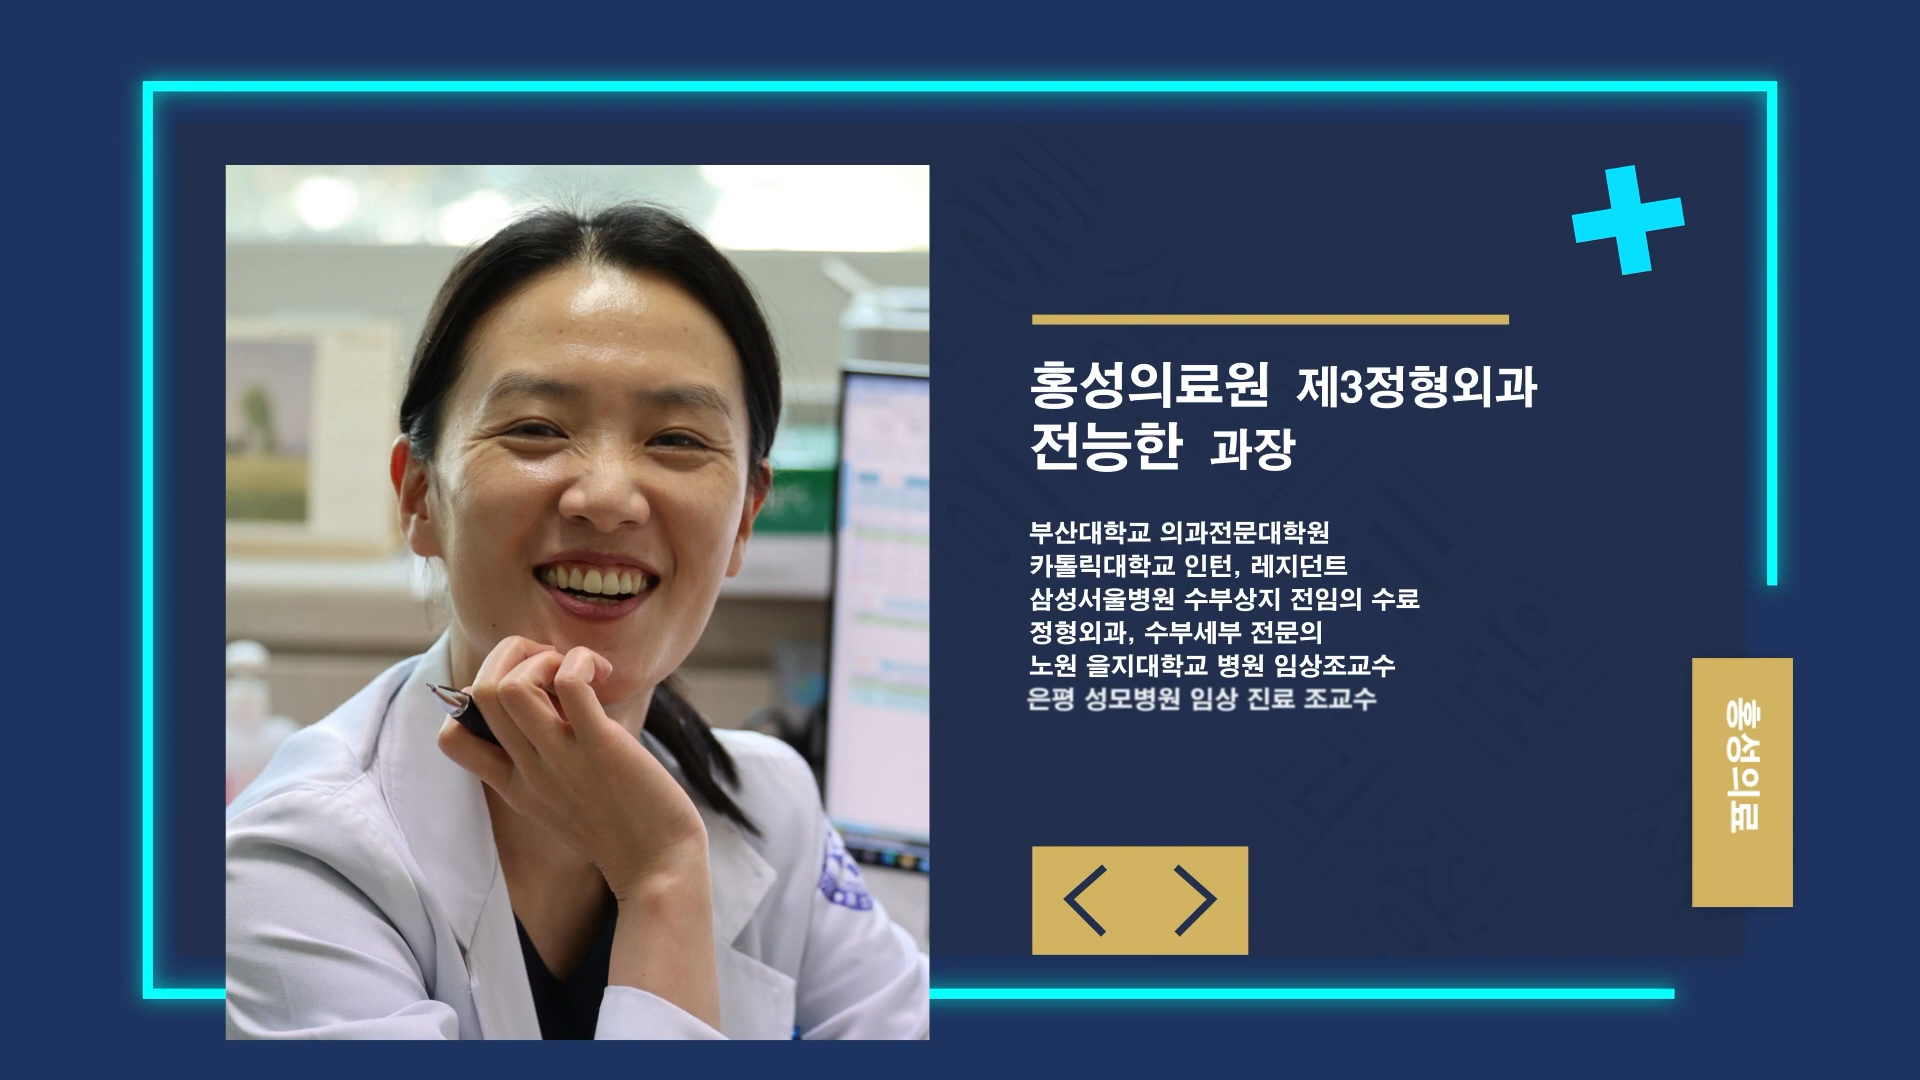 홍성의료원 제3정형외과
전능한 과장
부산대학교 의과전문대학원
카톨릭대학교 인턴, 레지던트
삼성서울병원 수부상지 전임의 수료
정형외과, 수부세부 전문의
노원 을지대학교 병원 임상조교수
은평 성모병원 임상 진료 조교수
홍성의료